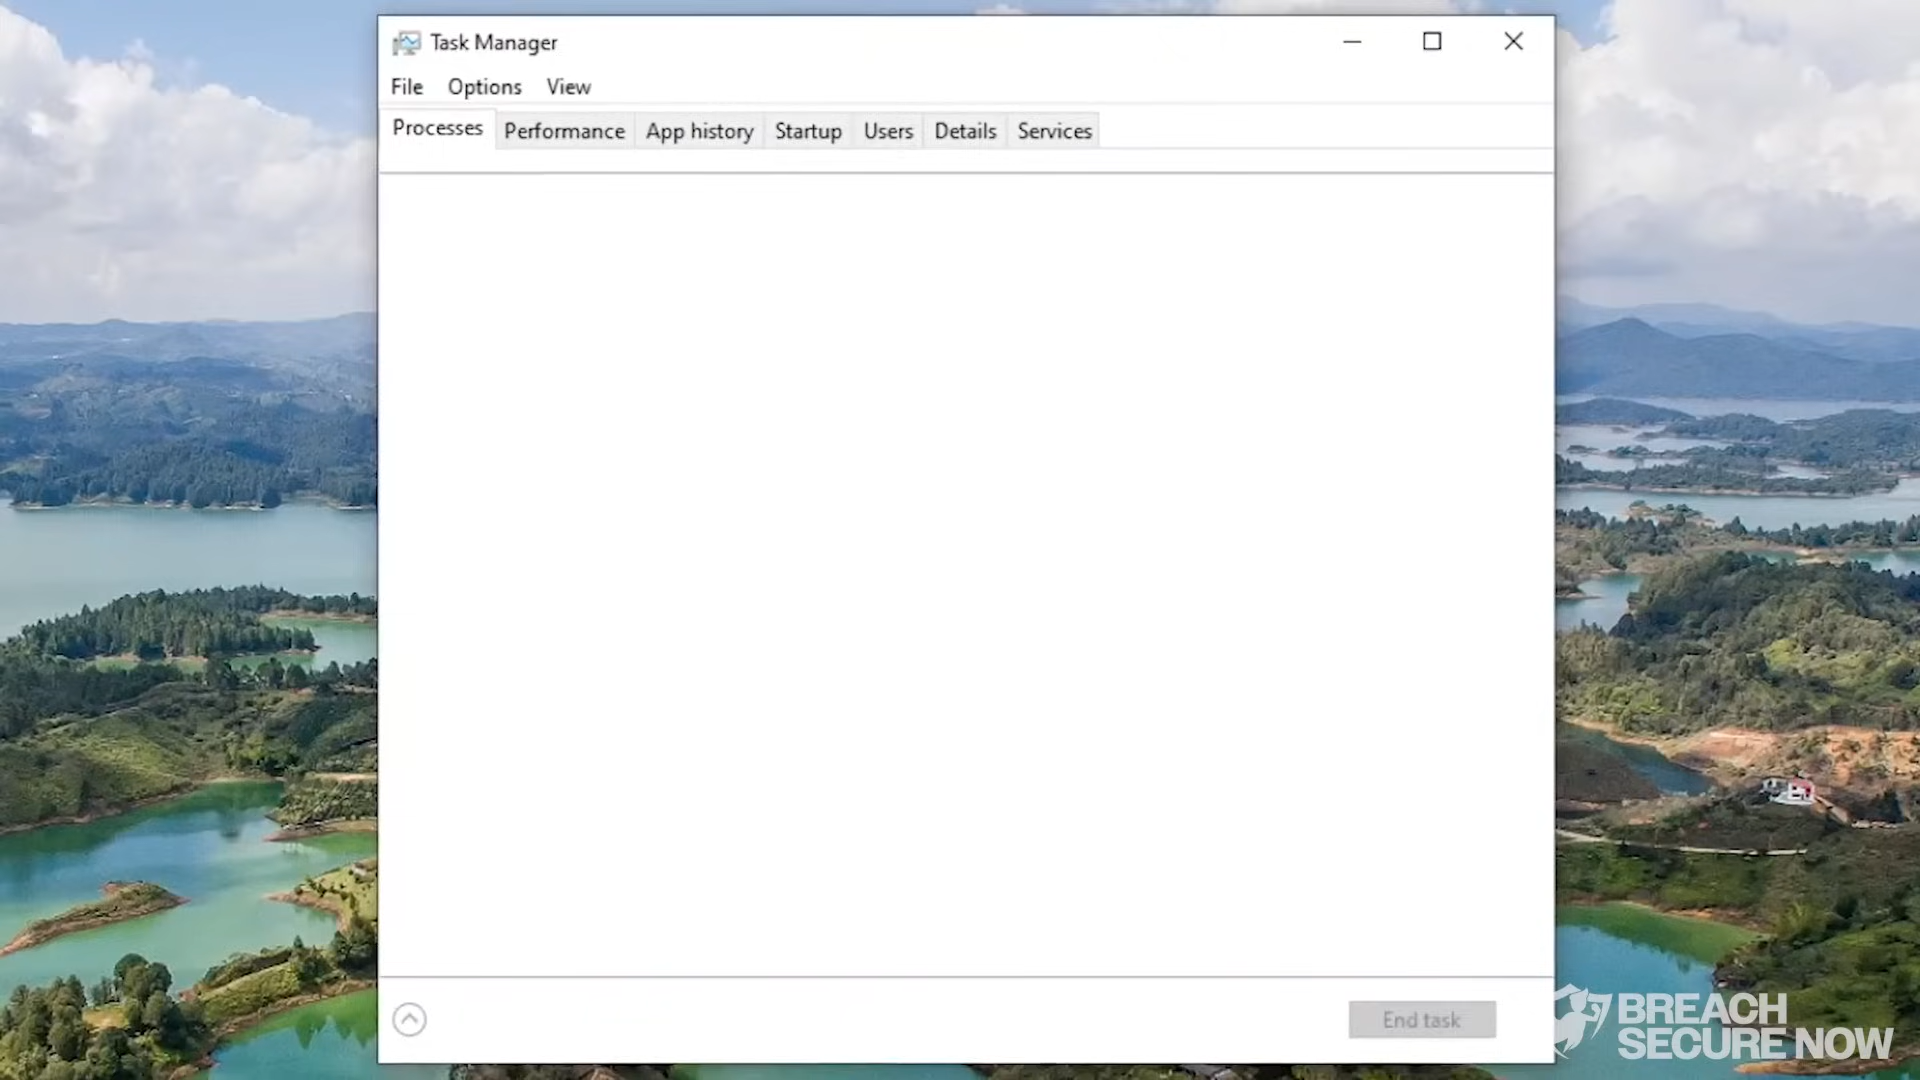 Task Manager
File Options View
Processes Performance App history Startup Users Details Services
End task
BREACH
SECURE NOW